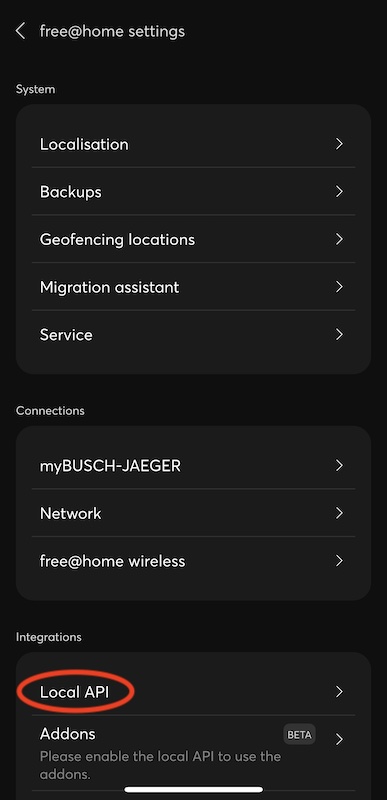 free@home settings
System
Localisation
Backups
Geofencing locations
Migration assistant
Service
Connections
myBUSCH-JAEGER
Network
free@home wireless
Integrations
Local API
Addons
BETA
Please enable the local API to use the
addons.